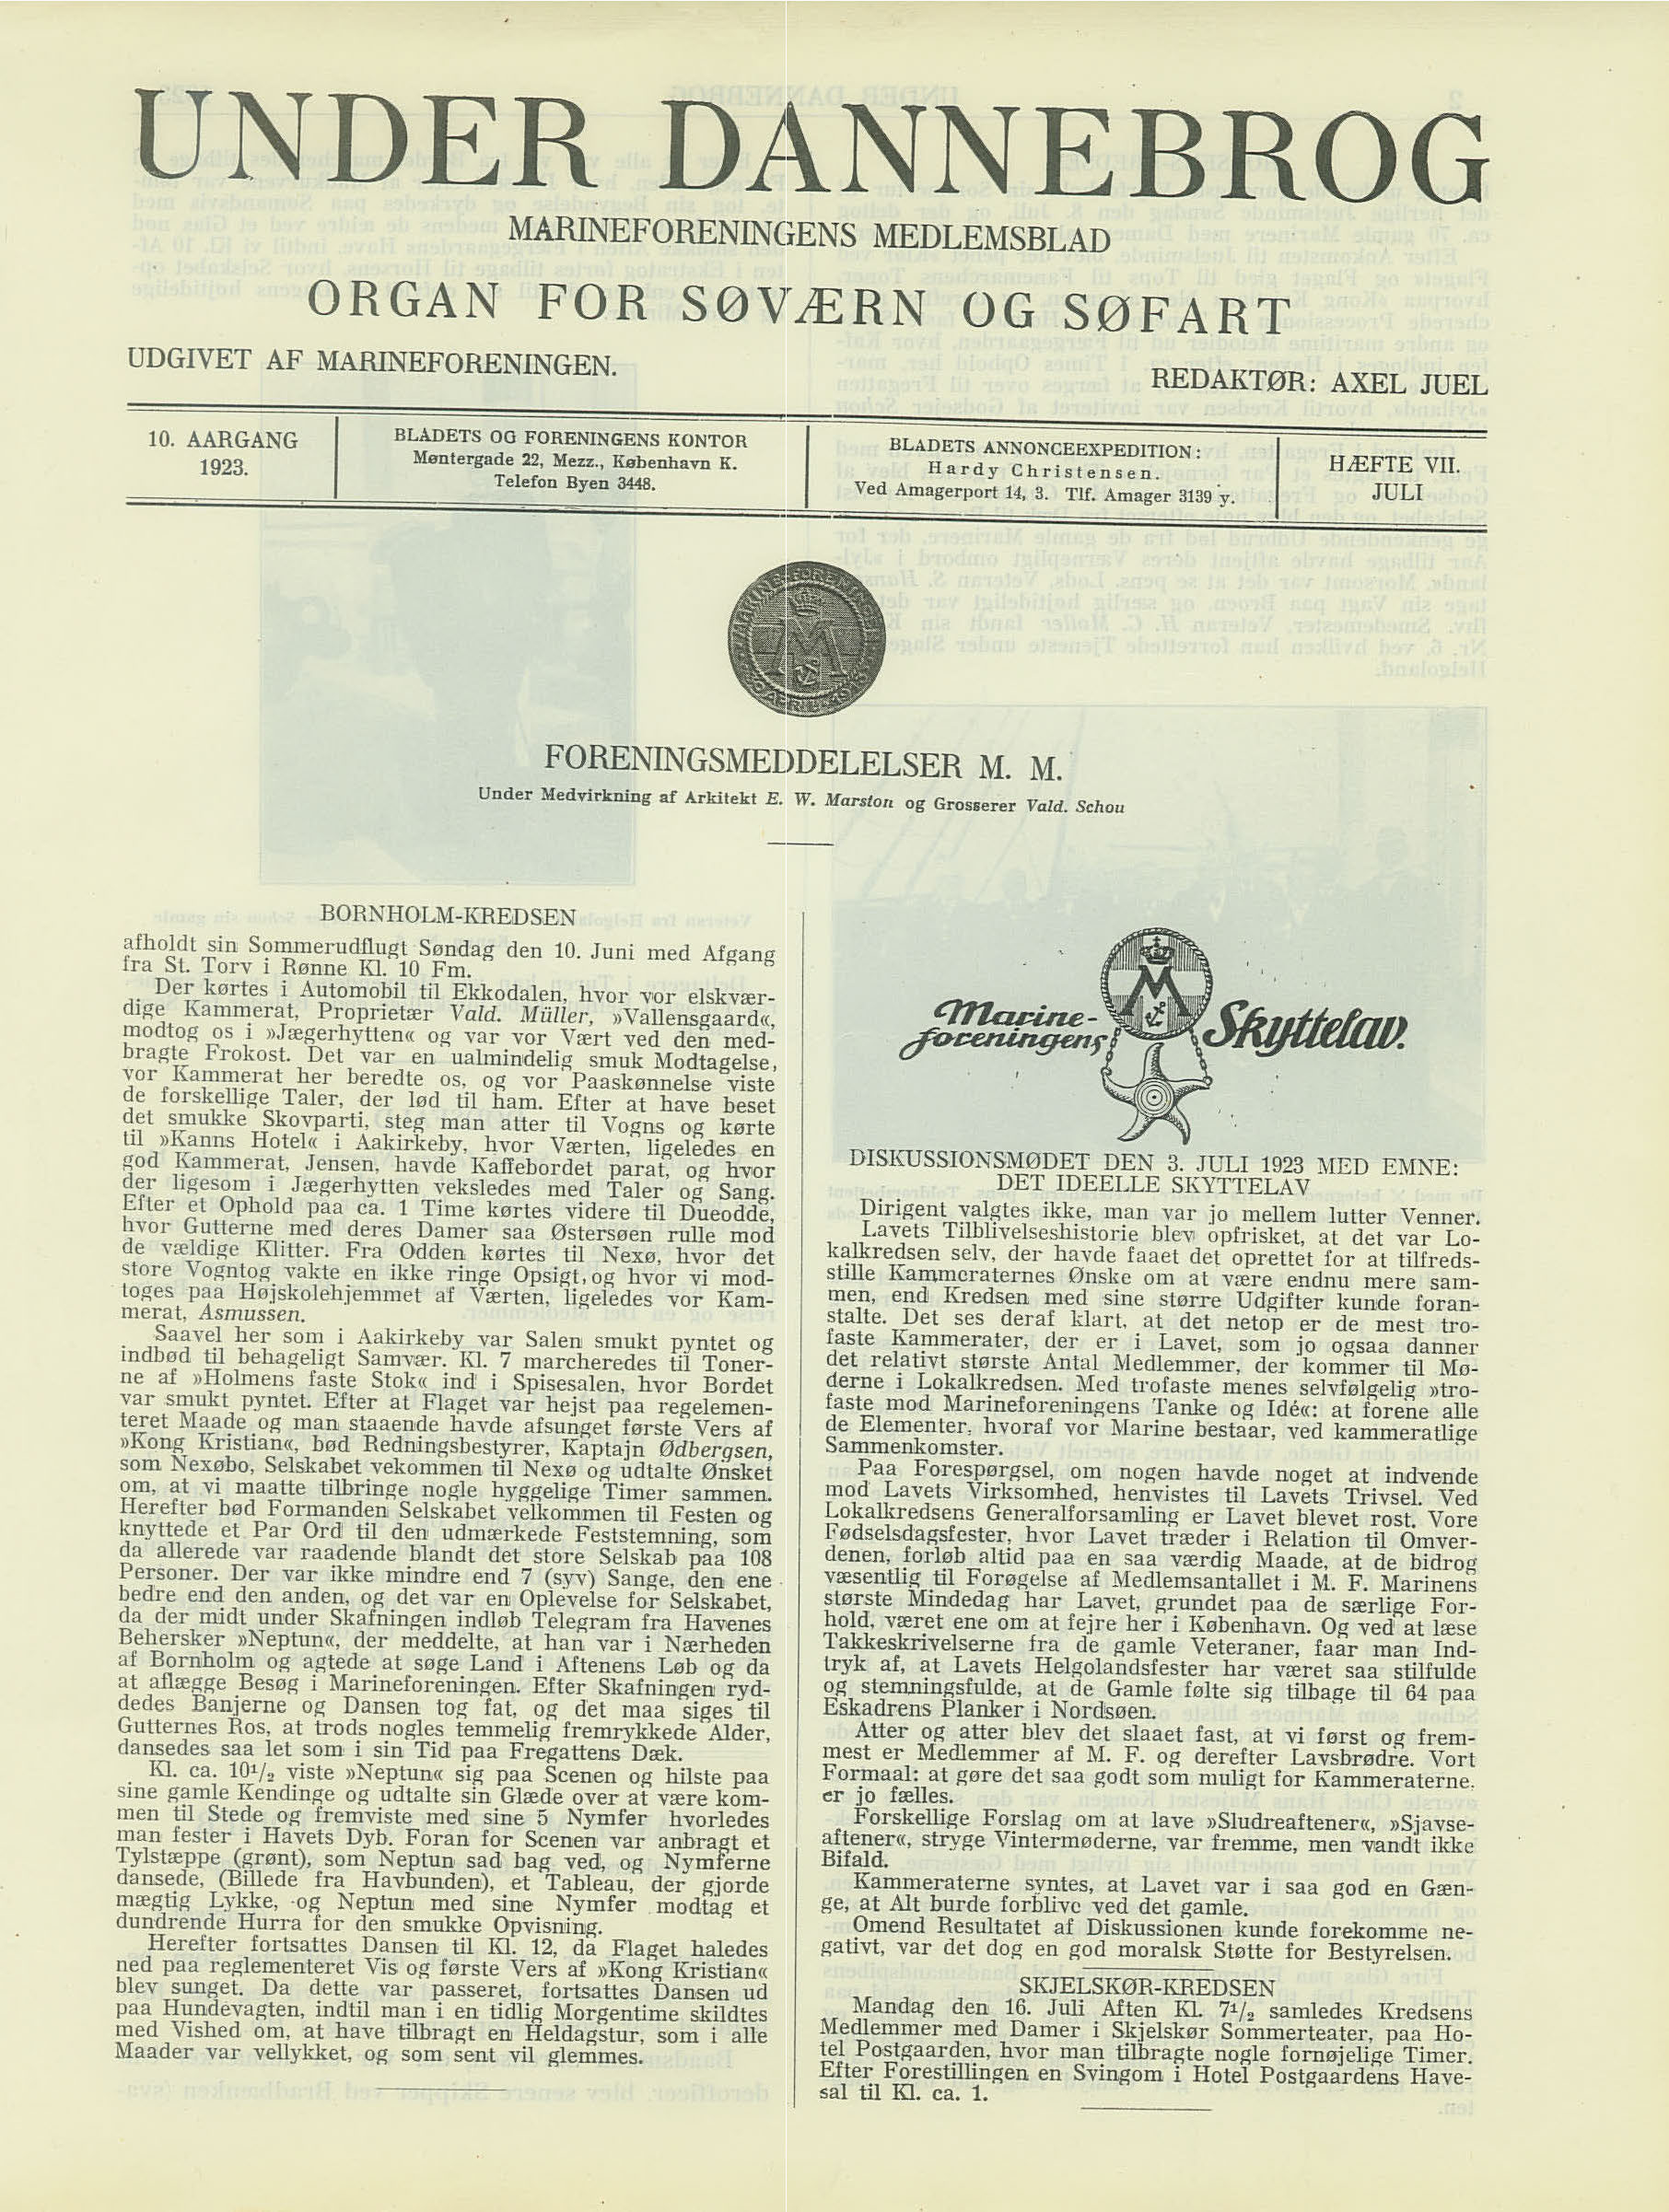 UNDER DANNEBROG
MARINEFORENINGENS MEDLEMSBLAD
ORGAN FOR SØVÆRN OG SØFART
UDGIVET AF MARINEFORENINGEN.
REDAKTØR: AXEL JUEL
10. AARGANG
1923.
BLADETS OG FORENINGENS KONTOR
Møntergade 22, Mezz., København K.
Telefon Byen 3448.
BLADETS ANNONCEEXPEDITION:
Hardy Christensen.
Ved Amagerport 14, 3. Tlf. Amager 3139 y.
HÆFTE VII.
JULI
MARINE-FORENINGEN
M
APRIL
FORENINGSMEDDELELSER M. M.
Under Medvirkning af Arkitekt E. W. Marston og Grosserer Vald. Schou
BORNHOLM-KREDSEN
afholdt sin Sommerudflugt Søndag den 10. Juni med Afgang
fra St. Torv i Rønne Kl. 10 Fm.
Der kørtes i Automobil til Ekkodalen, hvor vor elskvær-
dige Kammerat, Proprietær Vald. Müller, »Vallensgaard«,
modtog os i »Jægerhytten« og var vor Vært ved den med-
bragte Frokost. Det var en ualmindelig smuk Modtagelse,
vor Kammerat her beredte os, og vor Paaskønnelse viste
de forskellige Taler, der lød til ham. Efter at have beset
det smukke Skovparti, steg man atter til Vogns og kørte
til »Kanns Hotel« i Aakirkeby, hvor Værten, ligeledes en
god Kammerat, Jensen, havde Kaffebordet parat, og hvor
der ligesom i Jægerhytten veksledes med Taler og Sang.
Efter et Ophold paa ca. 1 Time kørtes videre til Dueodde,
hvor Gutterne med deres Damer saa Østersøen rulle mod
de vældige Klitter. Fra Odden kørtes til Nexø, hvor det
store Vogntog vakte en ikke ringe Opsigt, og hvor vi mod-
toges paa Højskolehjemmet af Værten, ligeledes vor Kam-
merat, Asmussen.
Saavel her som i Aakirkeby var Salen smukt pyntet og
indbød til behageligt Samvær. Kl. 7 marcheredes til Toner-
ne af »Holmens faste Stok« ind i Spisesalen, hvor Bordet
var smukt pyntet. Efter at Flaget var hejst paa regelemen-
teret Maade og man staaende havde afsunget første Vers af
»Kong Kristian«, bød Redningsbestyrer, Kaptajn Ødbergsen,
som Nexøbo, Selskabet vekommen til Nexø og udtalte Ønsket
om, at vi maatte tilbringe nogle hyggelige Timer sammen.
Herefter bød Formanden Selskabet velkommen til Festen og
knyttede et Par Ord til den udmærkede Feststemning, som
da allerede var raadende blandt det store Selskab paa 108
Personer. Der var ikke mindre end 7 (syv) Sange, den ene
bedre end den anden, og det var en Oplevelse for Selskabet,
da der midt under Skafningen indløb Telegram fra Havenes
Behersker »Neptun«, der meddelte, at han var i Nærheden
af Bornholm og agtede at søge Land i Aftenens Løb og da
at aflægge Besøg i Marineforeningen. Efter Skafningen ryd-
dedes Banjerne og Dansen tog fat, og det maa siges til
Gutternes Ros, at trods nogles temmelig fremrykkede Alder,
dansedes saa let som i sin Tid paa Fregattens Dæk.
Kl. ca. 10¹/₂ viste »Neptun« sig paa Scenen og hilste paa
sine gamle Kendinge og udtalte sin Glæde over at være kom-
men til Stede og fremviste med sine 5 Nymfer hvorledes
man fester i Havets Dyb. Foran for Scenen var anbragt et
Tylstæppe (grønt), som Neptun sad bag ved, og Nymferne
dansede, (Billede fra Havbunden), et Tableau, der gjorde
mægtig Lykke, og Neptun med sine Nymfer modtag et
dundrende Hurra for den smukke Opvisning.
Herefter fortsattes Dansen til Kl. 12, da Flaget haledes
ned paa reglementeret Vis og første Vers af »Kong Kristian«
blev sunget. Da dette var passeret, fortsattes Dansen ud
paa Hundevagten, indtil man i en tidlig Morgentime skildtes
med Vished om, at have tilbragt en Heldagstur, som i alle
Maader var vellykket, og som sent vil glemmes.
Marine-
foreningens
M
Skyttelav.
DISKUSSIONSMØDET DEN 3. JULI 1923 MED EMNE:
DET IDEELLE SKYTTELAV
Dirigent valgtes ikke, man var jo mellem lutter Venner.
Lavets Tilblivelseshistorie blev opfrisket, at det var Lo-
kalkredsen selv, der havde faaet det oprettet for at tilfreds-
stille Kammeraternes Ønske om at være endnu mere sam-
men, end Kredsen med sine større Udgifter kunde foran-
stalte. Det ses deraf klart, at det netop er de mest tro-
faste Kammerater, der er i Lavet, som jo ogsaa danner
det relativt største Antal Medlemmer, der kommer til Mø-
derne i Lokalkredsen. Med trofaste menes selvfølgelig »tro-
faste mod Marineforeningens Tanke og Idé«: at forene alle
de Elementer, hvoraf vor Marine bestaar, ved kammeratlige
Sammenkomster.
Paa Forespørgsel, om nogen havde noget at indvende
mod Lavets Virksomhed, henvistes til Lavets Trivsel. Ved
Lokalkredsens Generalforsamling er Lavet blevet rost. Vore
Fødselsdagsfester, hvor Lavet træder i Relation til Omver-
denen, forløb altid paa en saa værdig Maade, at de bidrog
væsentlig til Forøgelse af Medlemsantallet i M. F. Marinens
største Mindedag har Lavet, grundet paa de særlige For-
hold, været ene om at fejre her i København. Og ved at læse
Takkeskrivelserne fra de gamle Veteraner, faar man Ind-
tryk af, at Lavets Helgolandsfester har været saa stilfulde
og stemningsfulde, at de Gamle følte sig tilbage til 64 paa
Eskadrens Planker i Nordsøen.
Atter og atter blev det slaaet fast, at vi først og frem-
mest er Medlemmer af M. F. og derefter Lavsbrødre. Vort
Formaal: at gøre det saa godt som muligt for Kammeraterne.
er jo fælles.
Forskellige Forslag om at lave »Sludreaftener«, »Sjavse-
aftener«, stryge Vintermøderne, var fremme, men vandt ikke
Bifald.
Kammeraterne syntes, at Lavet var i saa god en Gæn-
ge, at Alt burde forblive ved det gamle.
Omend Resultatet af Diskussionen kunde forekomme ne-
gativt, var det dog en god moralsk Støtte for Bestyrelsen.
SKJELSKØR-KREDSEN
Mandag den 16. Juli Aften Kl. 7¹/₂ samledes Kredsens
Medlemmer med Damer i Skjelskør Sommerteater, paa Ho-
tel Postgaarden, hvor man tilbragte nogle fornøjelige Timer.
Efter Forestillingen en Svingom i Hotel Postgaardens Have-
sal til Kl. ca. 1.